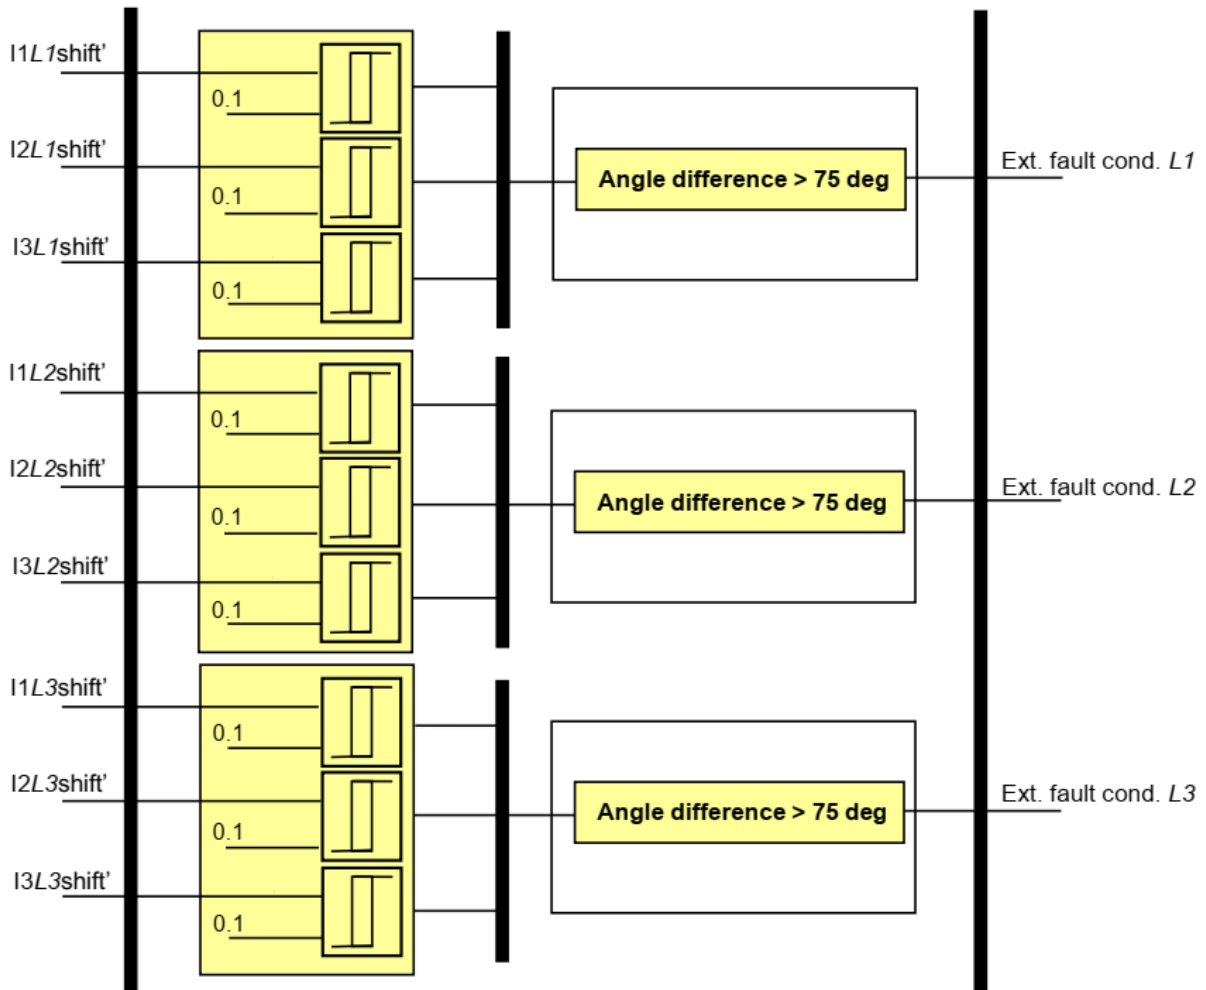 I1L1shift'
0.1
I2L1shift'
Ext. fault cond. L1
Angle difference > 75 deg
0.1
I3L1shift'
0.1
I1L2shift'
0.1
I2L2shift'
Ext. fault cond. L2
Angle difference > 75 deg
0.1
I3L2shift'
0.1
I1L3shift'
0.1
I2L3shift'
Ext. fault cond. L3
Angle difference > 75 deg
0.1
I3L3shift'
0.1